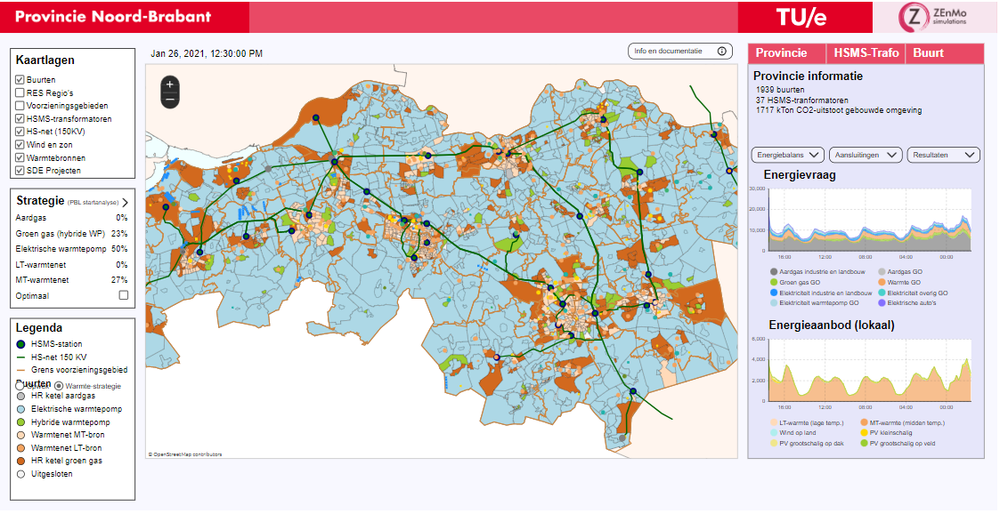 Provincie Noord-Brabant
TU/e
ZEnMo
simulations
Kaartlagen
Buurten
RES Regio's
Voorzieningsgebieden
HSMS-transformatoren
HS-net (150KV)
Wind en zon
Warmtebronnen
SDE Projecten
Strategie (PBL startanalyse)
Aardgas 0%
Groen gas (hybride WP) 23%
Elektrische warmtepomp 50%
LT-warmtenet 0%
MT-warmtenet 27%
Optimaal
Legenda
HSMS-station
HS-net 150 KV
Grens voorzieningsgebied
Buurten
Warmte-strategie
HR ketel aardgas
Elektrische warmtepomp
Hybride warmtepomp
Warmtenet MT-bron
Warmtenet LT-bron
HR ketel groen gas
Uitgesloten
Jan 26, 2021, 12:30:00 PM
Info en documentatie
+
−
© OpenStreetMap contributors
Provincie HSMS-Trafo Buurt
Provincie informatie
1939 buurten
37 HSMS-tranformatoren
1717 kTon CO2-uitstoot gebouwde omgeving
Energiebalans Aansluitingen Resultaten
Energievraag
30,000
20,000
10,000
0
16:00 12:00 08:00 04:00 00:00
Aardgas industrie en landbouw Aardgas GO
Groen gas GO Warmte GO
Elektriciteit industrie en landbouw Elektriciteit overig GO
Elektriciteit warmtepomp GO Elektrische auto's
Energieaanbod (lokaal)
6,000
4,000
2,000
0
16:00 12:00 08:00 04:00 00:00
LT-warmte (lage temp.) MT-warmte (midden temp.)
Wind op land PV kleinschalig
PV grootschalig op dak PV grootschalig op veld